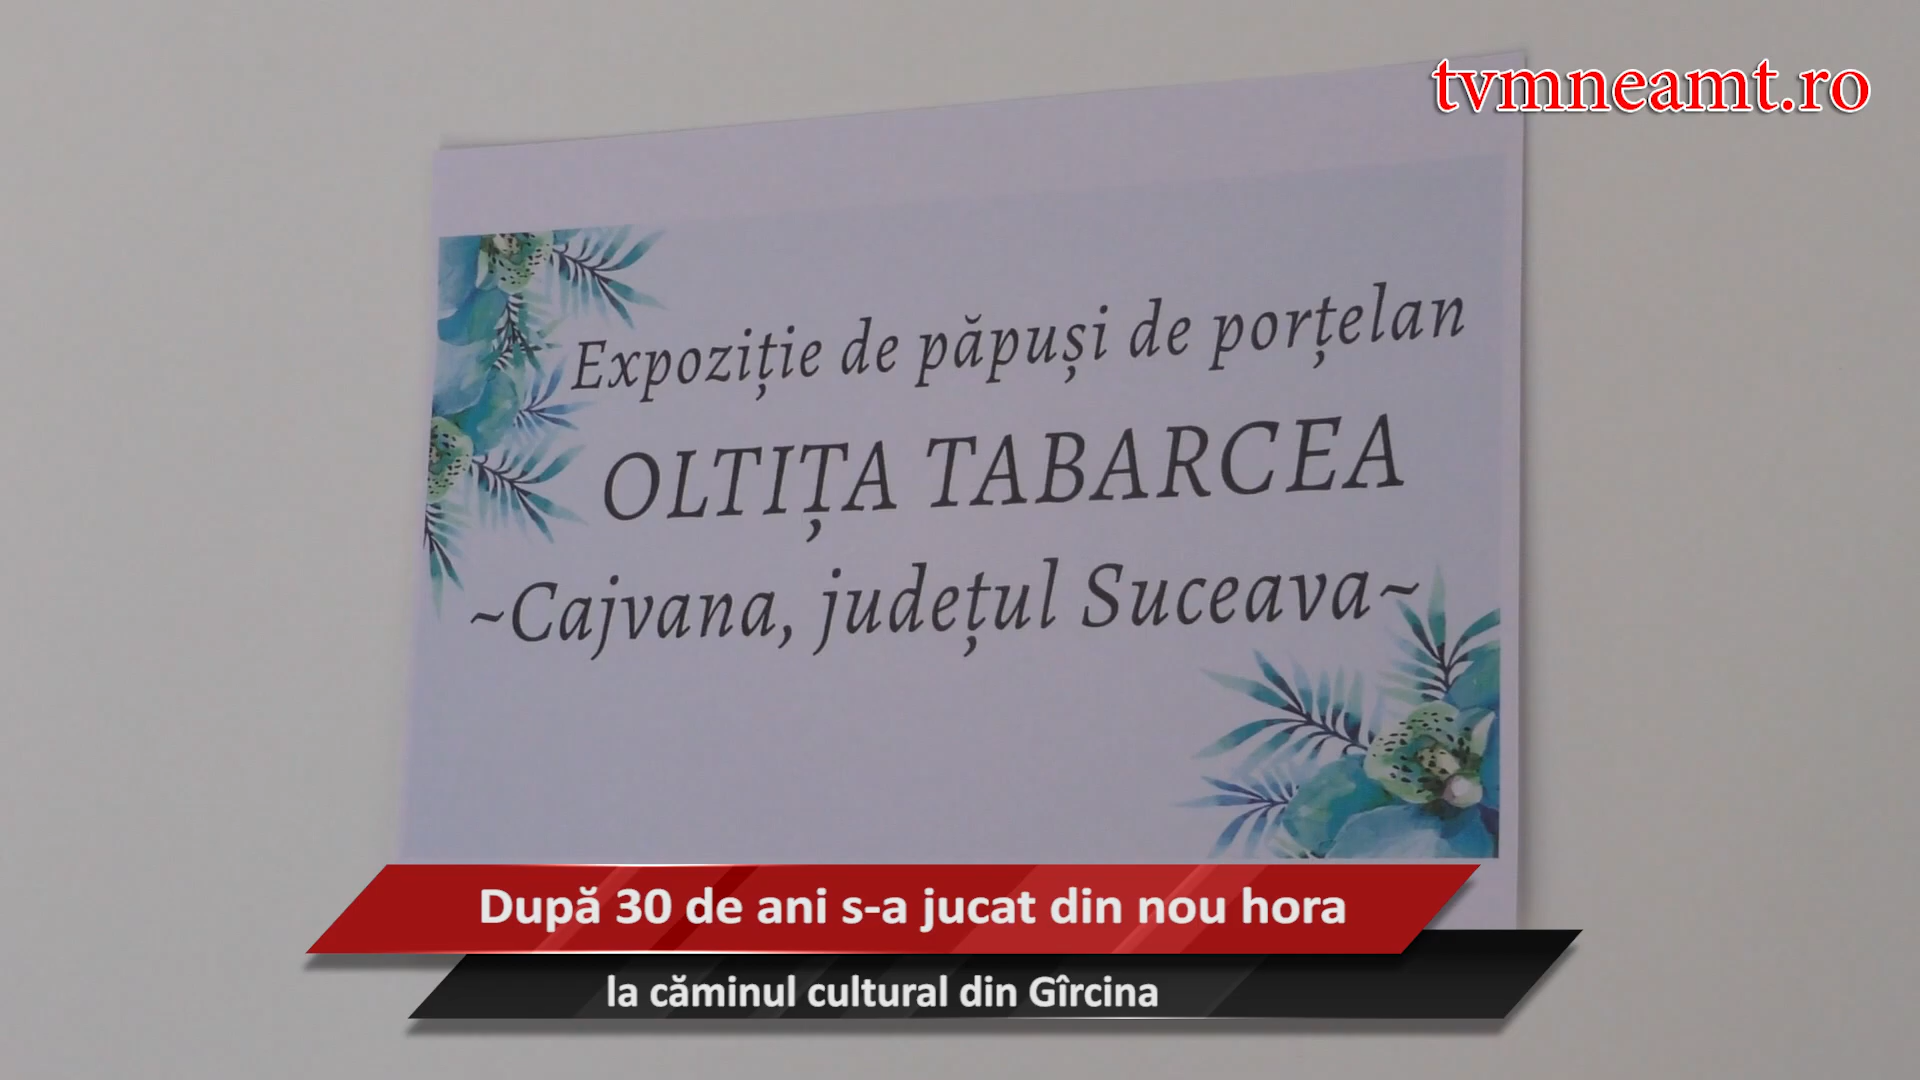 tvmneamt.ro
Expoziție de păpuși de porțelan
OLTIȚA TABARCEA
~Cajvana, județul Suceava~
După 30 de ani s-a jucat din nou hora
la căminul cultural din Gîrcina